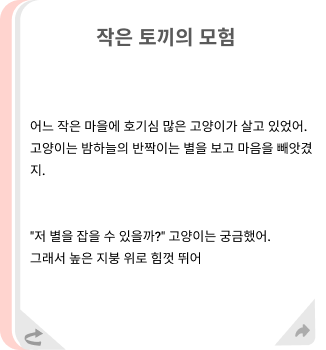 작은 토끼의 모험
어느 작은 마을에 호기심 많은 고양이가 살고 있었어.
고양이는 밤하늘의 반짝이는 별을 보고 마음을 빼앗겼
지.
"저 별을 잡을 수 있을까?" 고양이는 궁금했어.
그래서 높은 지붕 위로 힘껏 뛰어